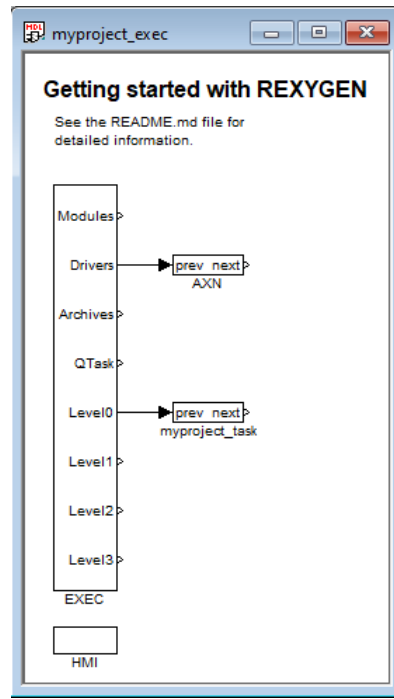 MDL
myproject_exec
Getting started with REXYGEN
See the README.md file for
detailed information.
Modules
Drivers
prev next
AXN
Archives
QTask
Level0
prev next
myproject_task
Level1
Level2
Level3
EXEC
HMI